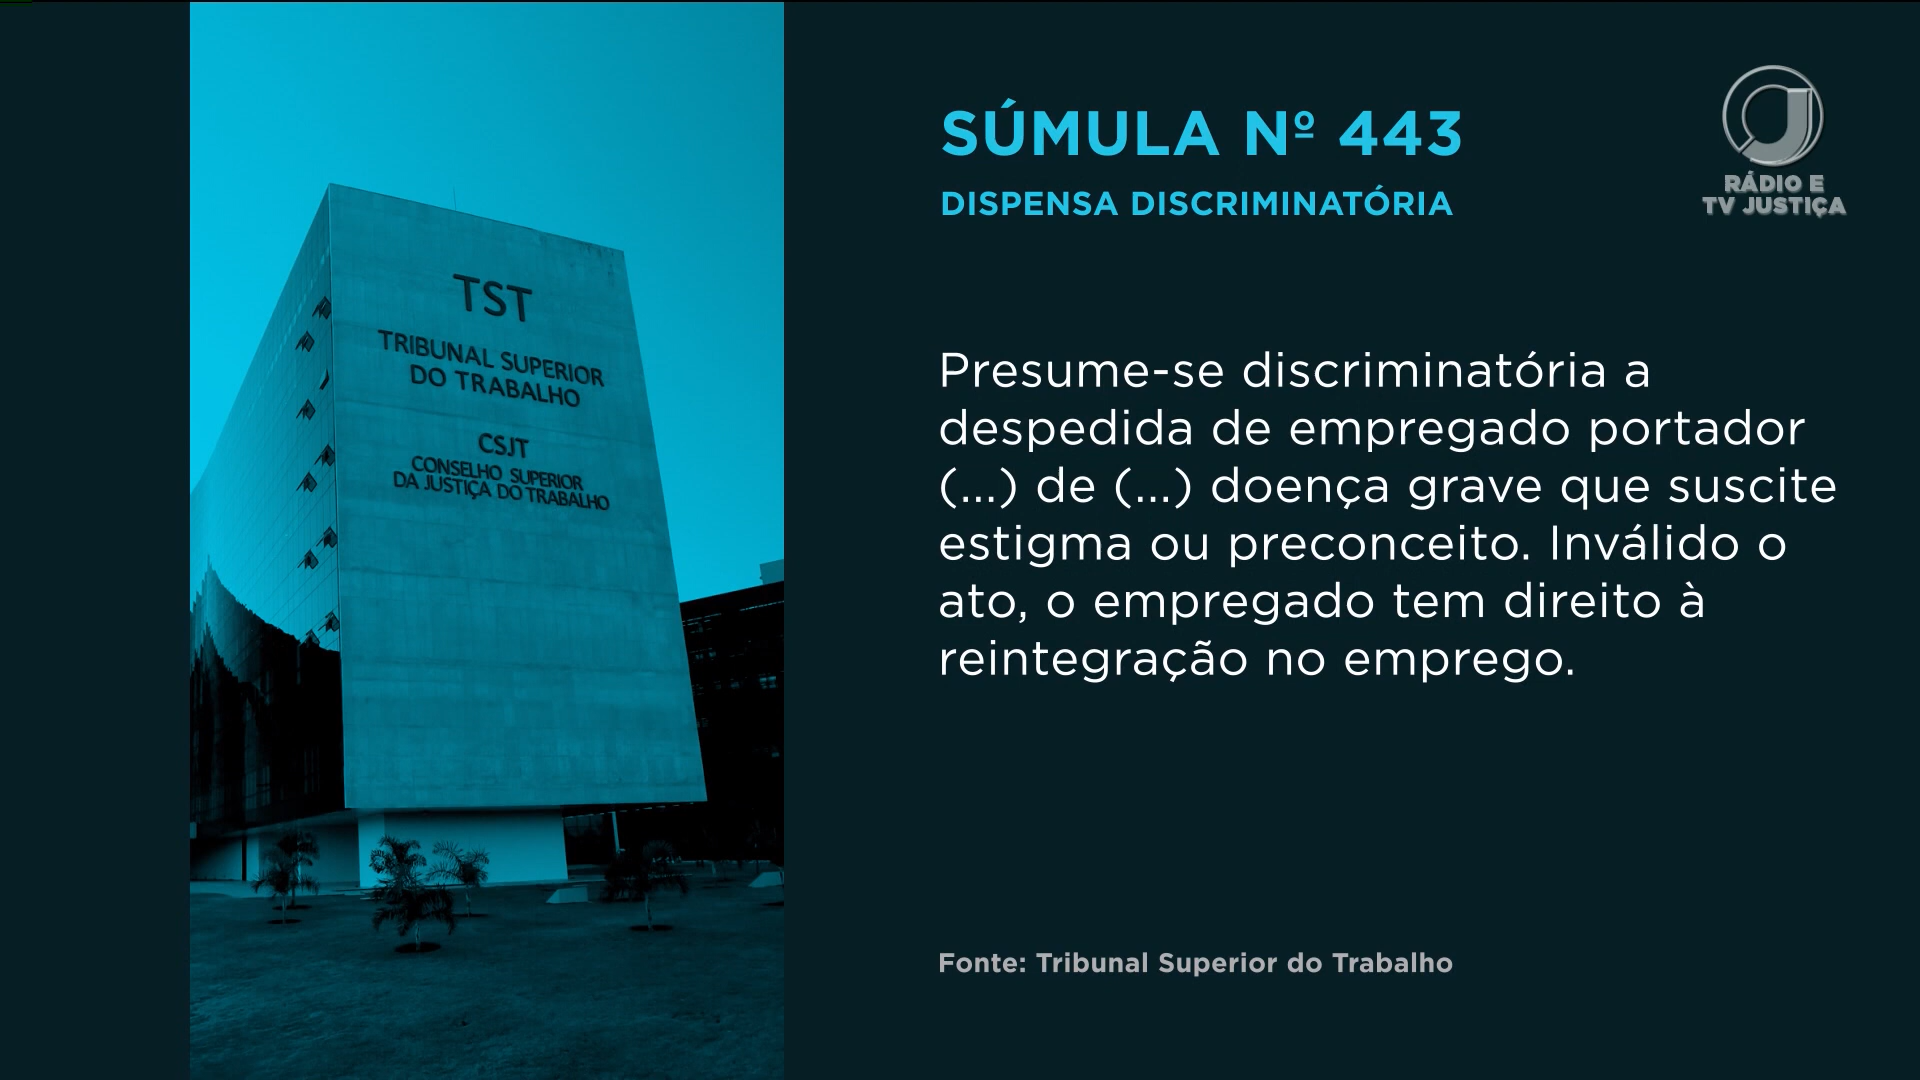 TST
TRIBUNAL SUPERIOR
DO TRABALHO
CSJT
CONSELHO SUPERIOR
DA JUSTIÇA DO TRABALHO
SÚMULA Nº 443
DISPENSA DISCRIMINATÓRIA
RÁDIO E
TV JUSTIÇA
Presume-se discriminatória a
despedida de empregado portador
(...) de (...) doença grave que suscite
estigma ou preconceito. Inválido o
ato, o empregado tem direito à
reintegração no emprego.
Fonte: Tribunal Superior do Trabalho